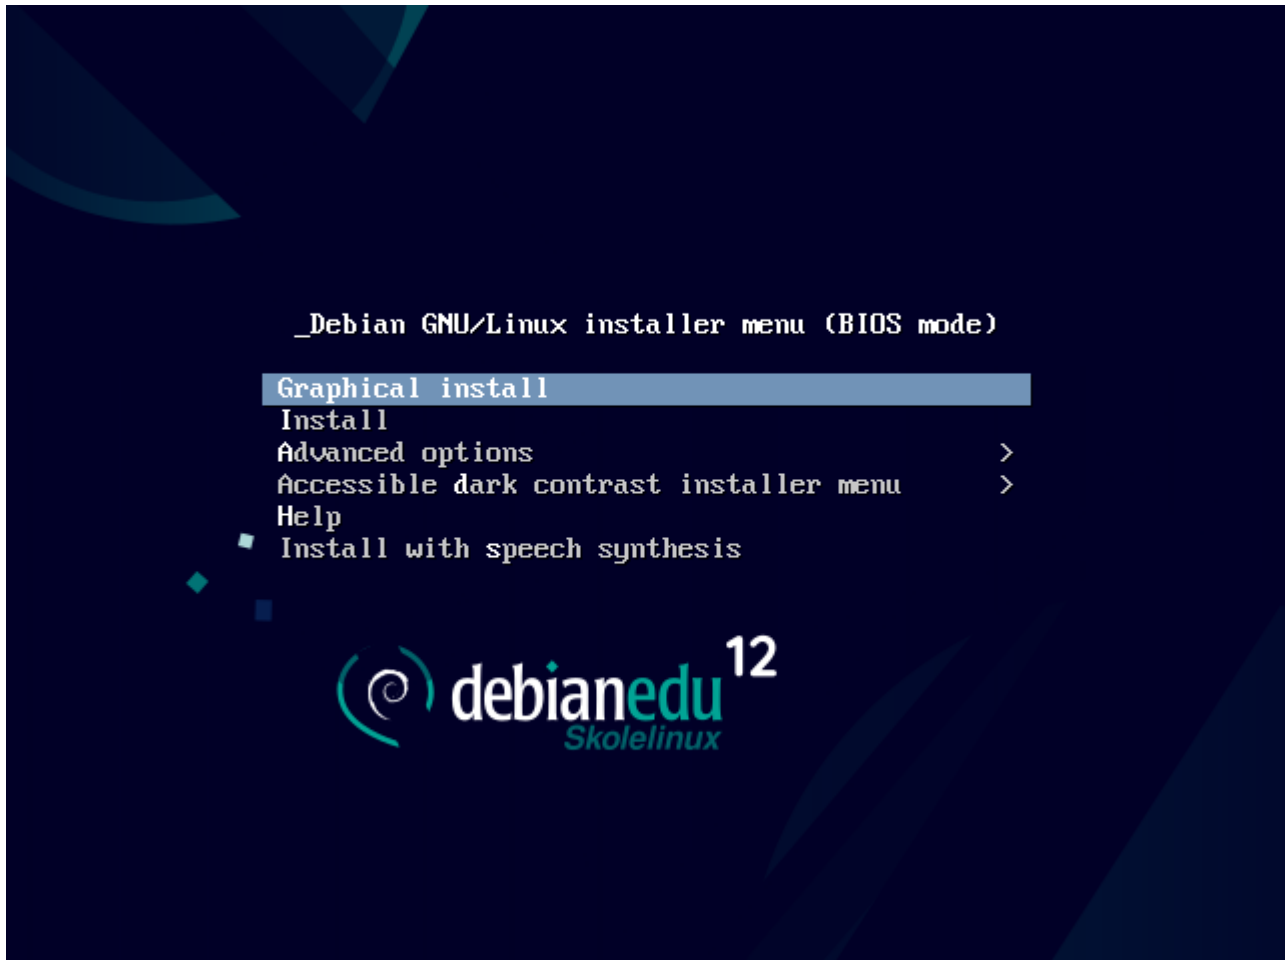 _Debian GNU/Linux installer menu (BIOS mode)
Graphical install
Install
Advanced options >
Accessible dark contrast installer menu >
Help
Install with speech synthesis
debianedu 12
Skolelinux